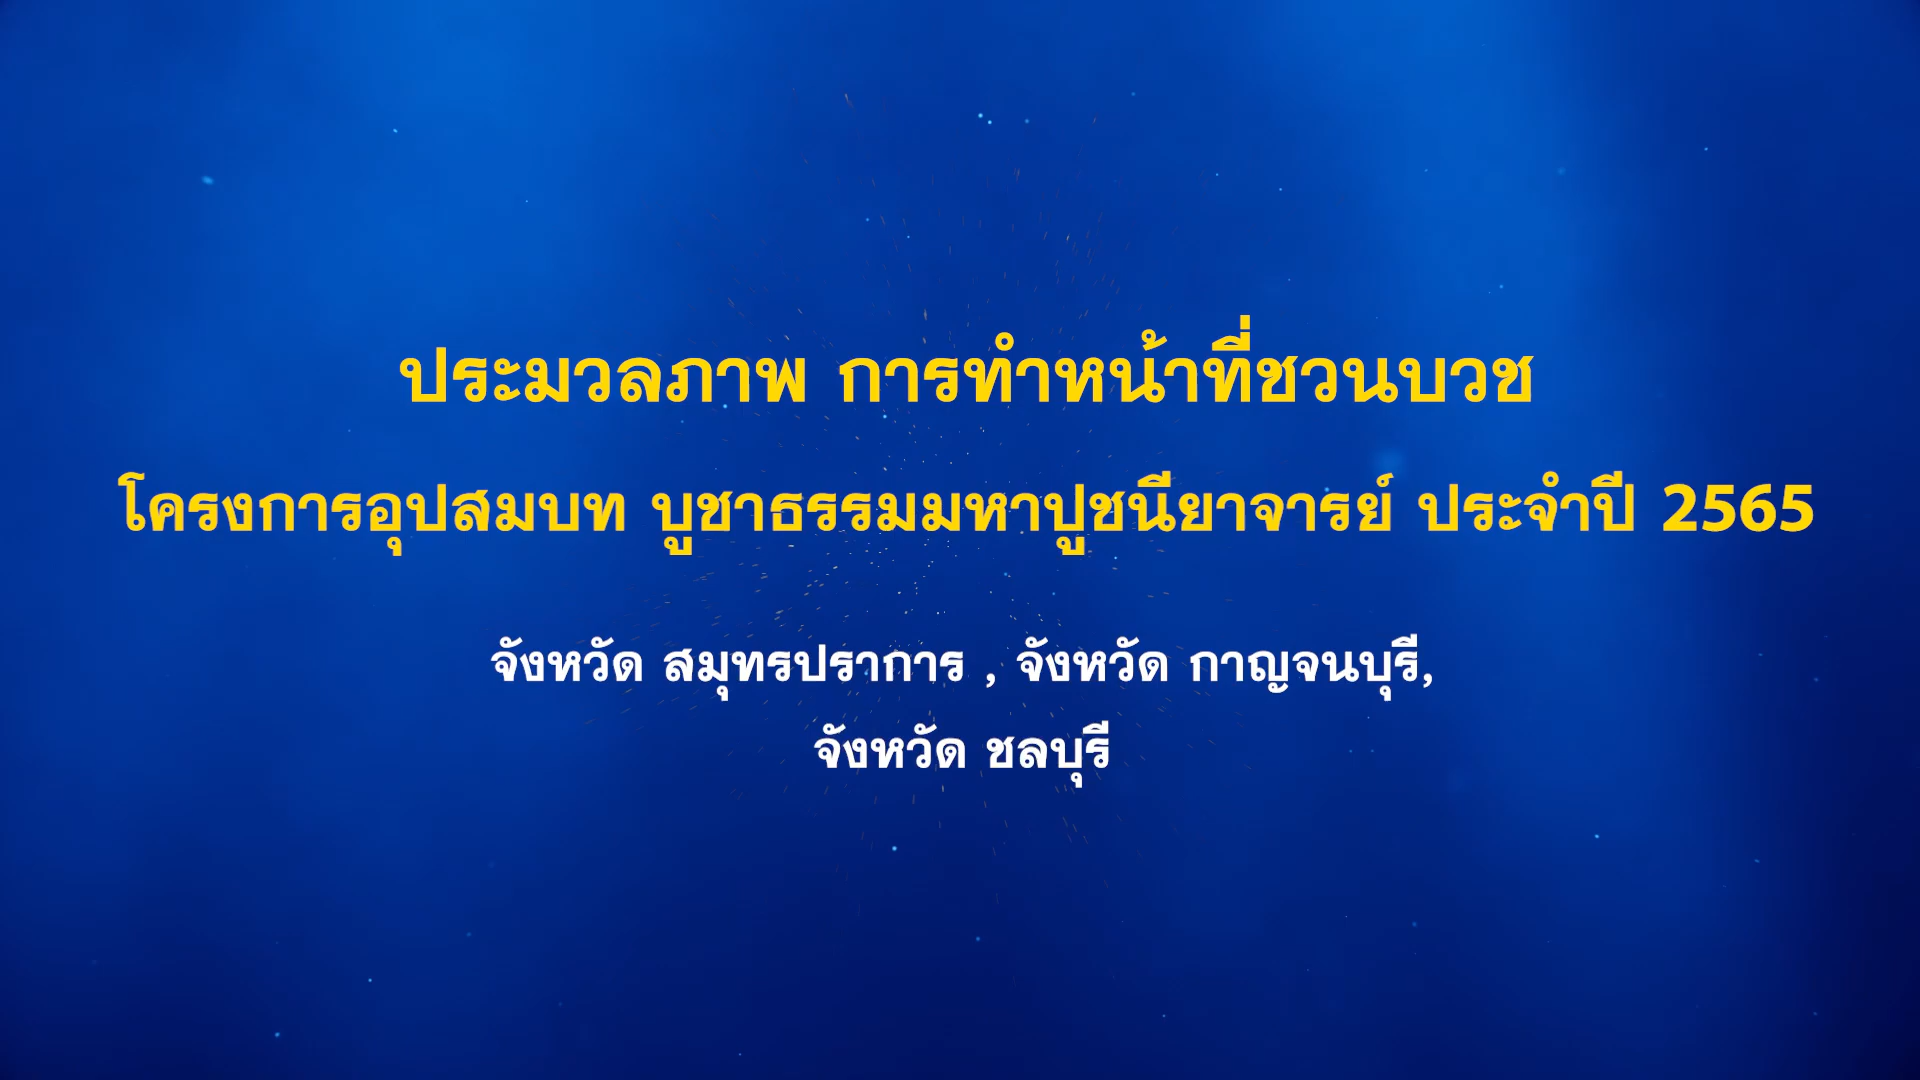 ประมวลภาพ การทำหน้าที่ชวนบวช
โครงการอุปสมบท บูชาธรรมมหาปูชนียาจารย์ ประจำปี 2565
จังหวัด สมุทรปราการ , จังหวัด กาญจนบุรี,
จังหวัด ชลบุรี